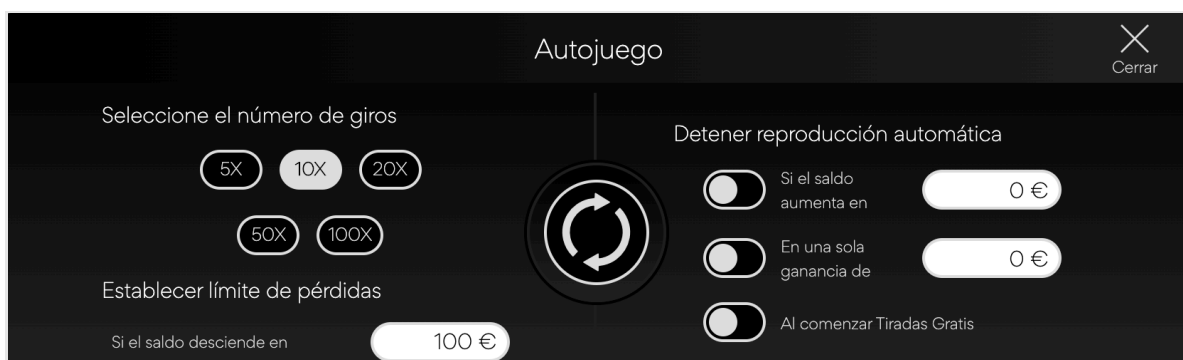 Autojuego
Cerrar
Seleccione el número de giros
5X 10X 20X
50X 100X
Establecer límite de pérdidas
Si el saldo desciende en 100 €
Detener reproducción automática
Si el saldo
aumenta en
0 €
En una sola
ganancia de
0 €
Al comenzar Tiradas Gratis